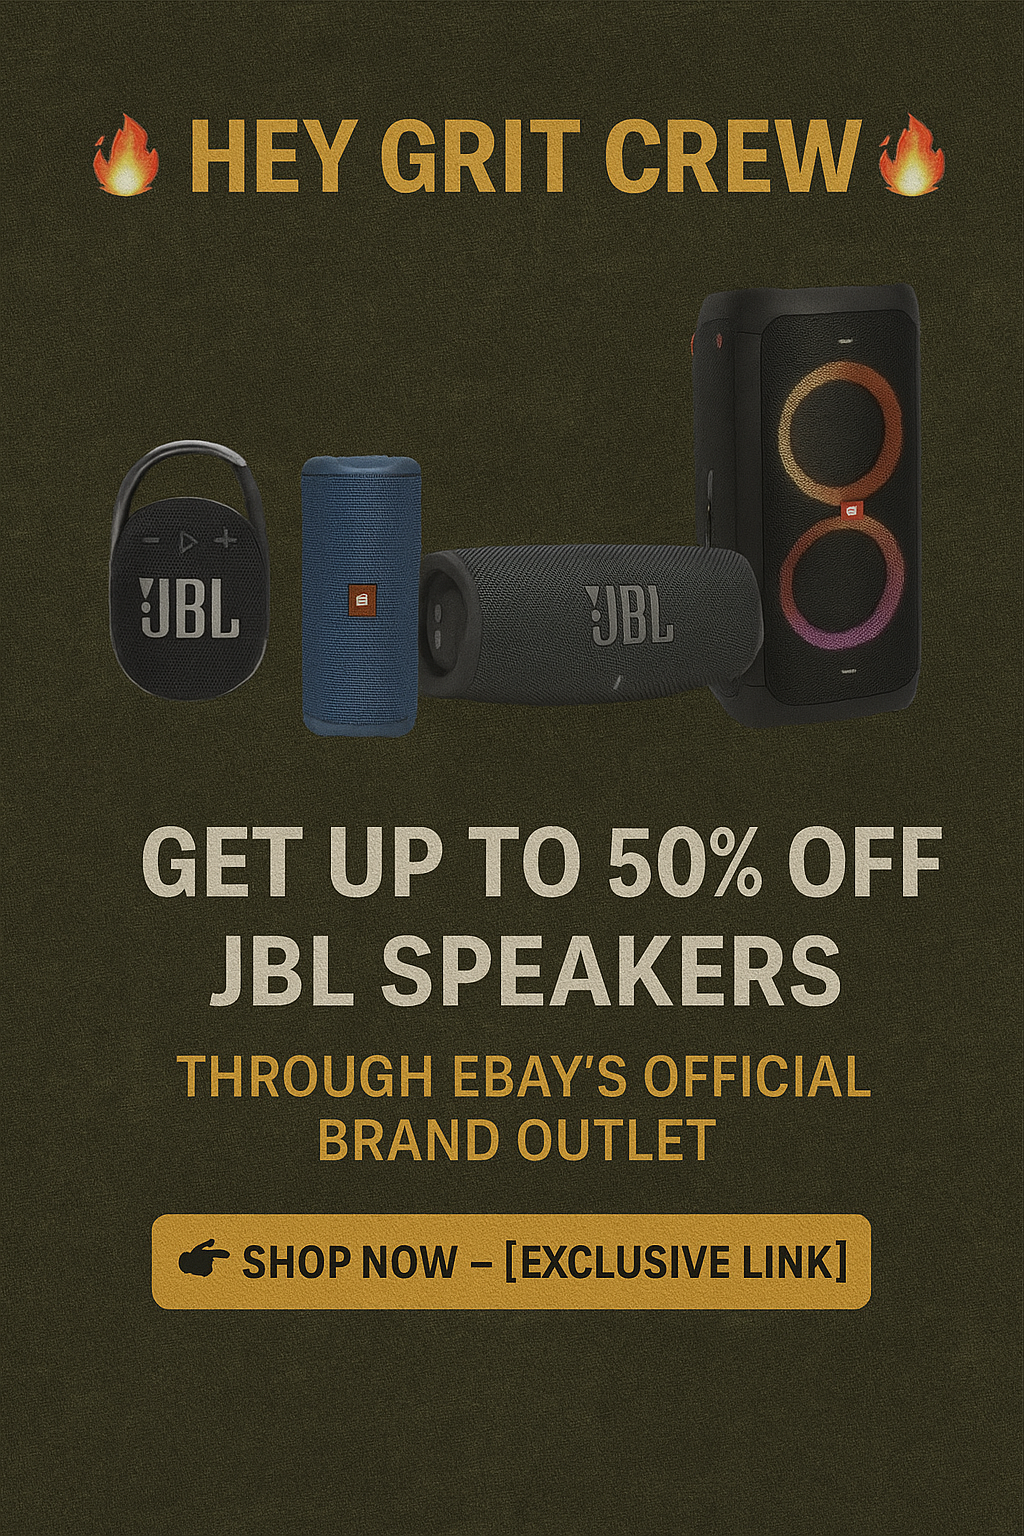 🔥 HEY GRIT CREW 🔥
JBL
JBL
GET UP TO 50% OFF
JBL SPEAKERS
THROUGH EBAY'S OFFICIAL
BRAND OUTLET
👉 SHOP NOW – [EXCLUSIVE LINK]